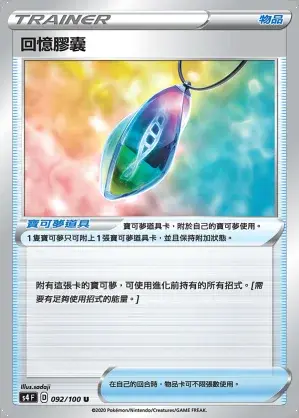 TRAINER 物品
回憶膠囊
寶可夢道具 寶可夢道具卡，附於自己的寶可夢使用。
1隻寶可夢只可附上1張寶可夢道具卡，並且保持附加狀態。
附有這張卡的寶可夢，可使用進化前持有的所有招式。[需
要有足夠使用招式的能量。]
Illus.sadaji
s4 F D 092/100 U
在自己的回合時，物品卡可不限張數使用。
©2020 Pokémon/Nintendo/Creatures/GAME FREAK.